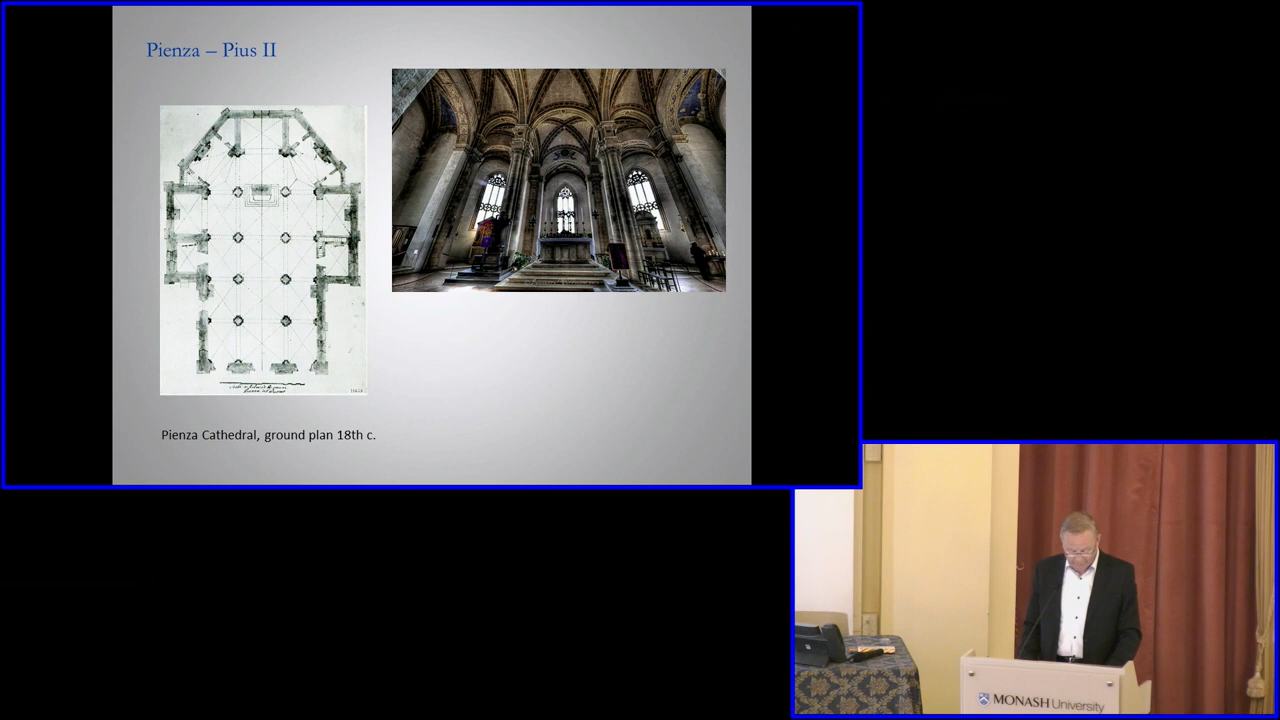 Pienza – Pius II
Pienza Cathedral, ground plan 18th c.
MONASH University